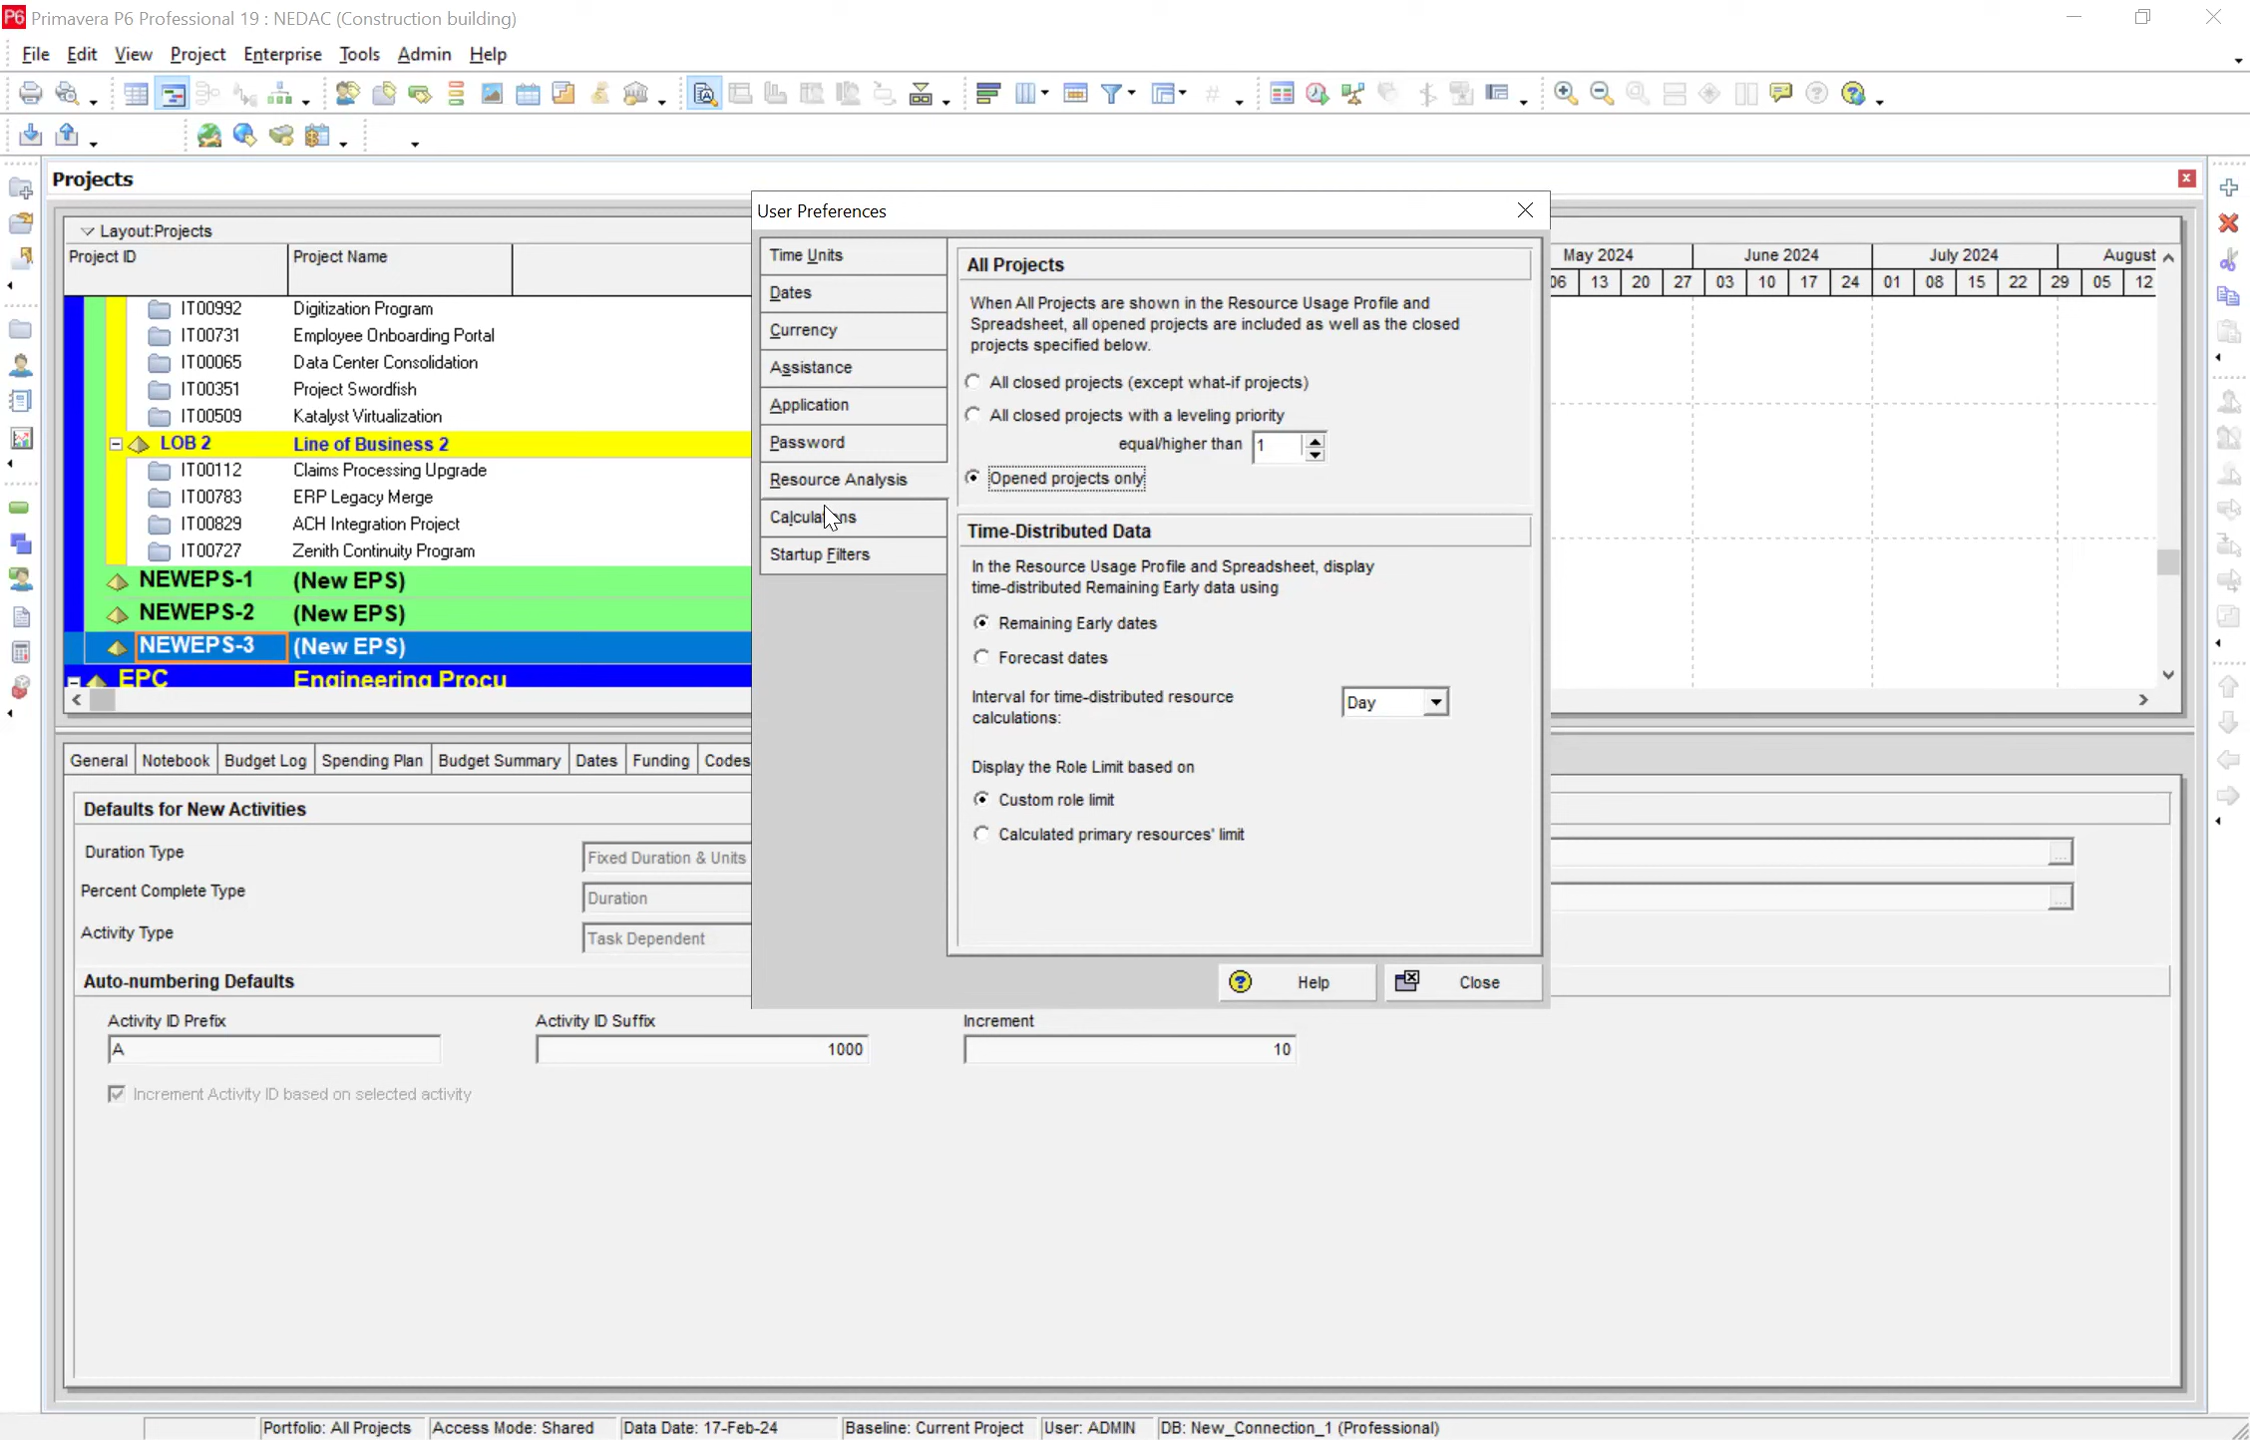 Primavera P6 Professional 19 : NEDAC (Construction building)
File Edit View Project Enterprise Tools Admin Help
Projects
Layout:Projects
Project ID Project Name
IT00992 Digitization Program
IT00731 Employee Onboarding Portal
IT00065 Data Center Consolidation
IT00351 Project Swordfish
IT00509 Katalyst Virtualization
LOB 2 Line of Business 2
IT00112 Claims Processing Upgrade
IT00783 ERP Legacy Merge
IT00829 ACH Integration Project
IT00727 Zenith Continuity Program
NEWEPS-1 (New EPS)
NEWEPS-2 (New EPS)
NEWEPS-3 (New EPS)
EPC Engineering Procu
May 2024 June 2024 July 2024 August
06 13 20 27 03 10 17 24 01 08 15 22 29 05 12
User Preferences
Time Units
Dates
Currency
Assistance
Application
Password
Resource Analysis
Calculations
Startup Filters
All Projects
When All Projects are shown in the Resource Usage Profile and
Spreadsheet, all opened projects are included as well as the closed
projects specified below.
All closed projects (except what-if projects)
All closed projects with a leveling priority
equal/higher than 1
Opened projects only
Time-Distributed Data
In the Resource Usage Profile and Spreadsheet, display
time-distributed Remaining Early data using
Remaining Early dates
Forecast dates
Interval for time-distributed resource
calculations:
Day
Display the Role Limit based on
Custom role limit
Calculated primary resources' limit
Help Close
General Notebook Budget Log Spending Plan Budget Summary Dates Funding Codes
Defaults for New Activities
Duration Type Fixed Duration & Units
Percent Complete Type Duration
Activity Type Task Dependent
Auto-numbering Defaults
Activity ID Prefix Activity ID Suffix Increment
A 1000 10
Increment Activity ID based on selected activity
Portfolio: All Projects Access Mode: Shared Data Date: 17-Feb-24 Baseline: Current Project User: ADMIN DB: New_Connection_1 (Professional)